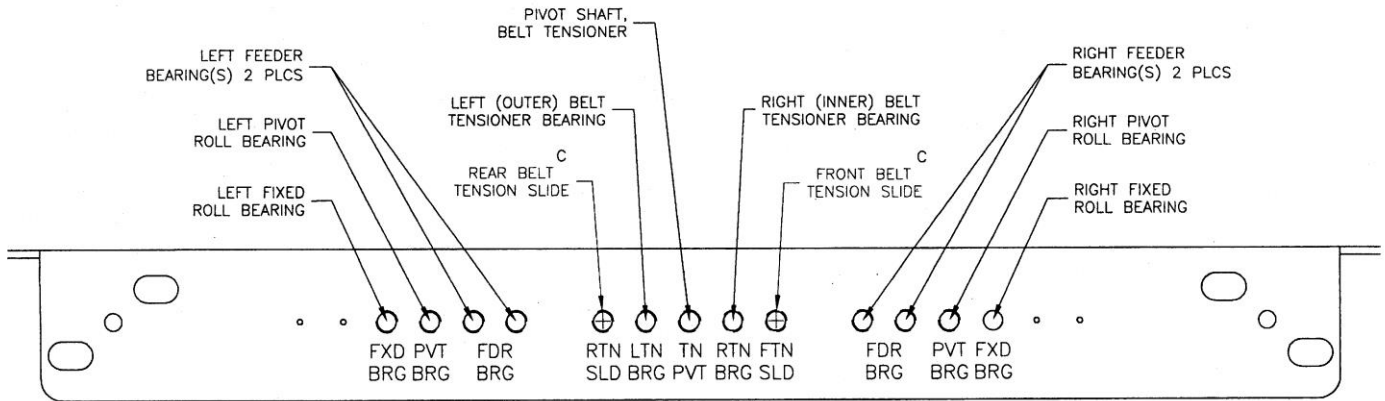 PIVOT SHAFT,
BELT TENSIONER
LEFT FEEDER
BEARING(S) 2 PLCS
RIGHT FEEDER
BEARING(S) 2 PLCS
LEFT (OUTER) BELT
TENSIONER BEARING
RIGHT (INNER) BELT
TENSIONER BEARING
LEFT PIVOT
ROLL BEARING
RIGHT PIVOT
ROLL BEARING
C
REAR BELT
TENSION SLIDE
C
FRONT BELT
TENSION SLIDE
LEFT FIXED
ROLL BEARING
RIGHT FIXED
ROLL BEARING
FXD PVT FDR RTN LTN TN RTN FTN FDR PVT FXD
BRG BRG BRG SLD BRG PVT BRG SLD BRG BRG BRG